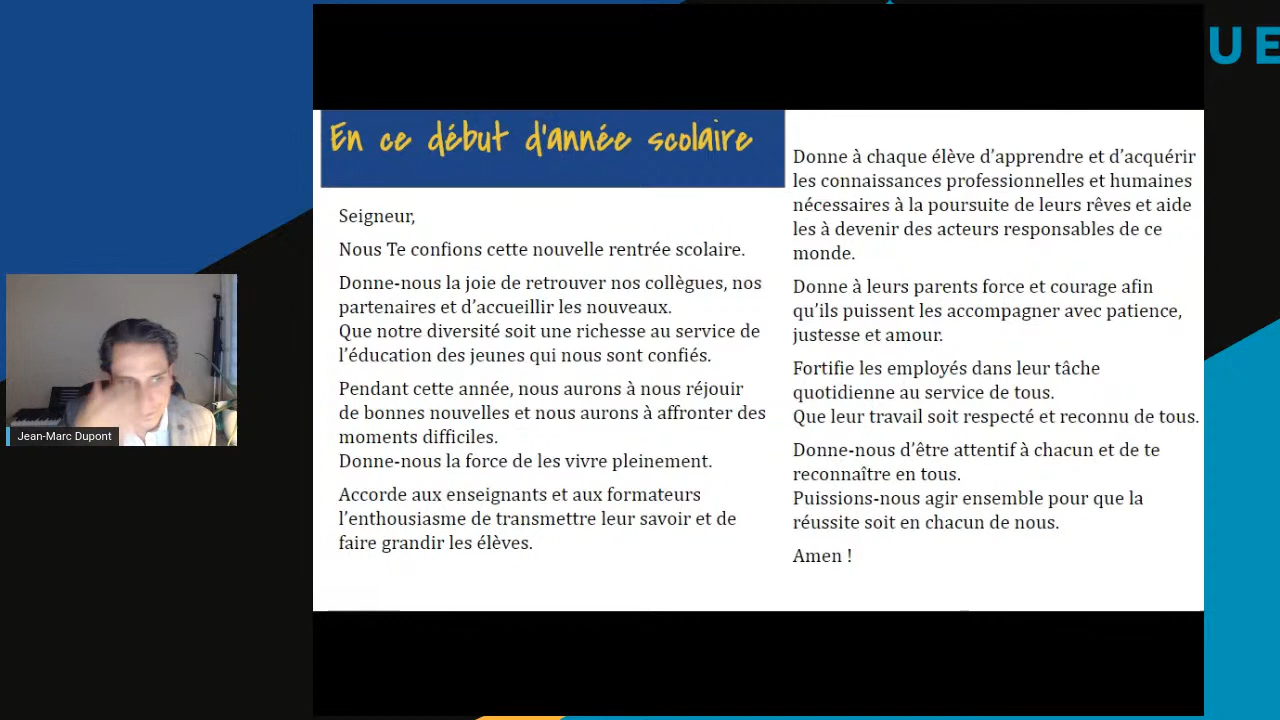 UE
En ce début d'année scolaire
Seigneur,
Nous Te confions cette nouvelle rentrée scolaire.
Donne-nous la joie de retrouver nos collègues, nos
partenaires et d'accueillir les nouveaux.
Que notre diversité soit une richesse au service de
l'éducation des jeunes qui nous sont confiés.
Pendant cette année, nous aurons à nous réjouir
de bonnes nouvelles et nous aurons à affronter des
moments difficiles.
Donne-nous la force de les vivre pleinement.
Accorde aux enseignants et aux formateurs
l'enthousiasme de transmettre leur savoir et de
faire grandir les élèves.
Donne à chaque élève d'apprendre et d'acquérir
les connaissances professionnelles et humaines
nécessaires à la poursuite de leurs rêves et aide
les à devenir des acteurs responsables de ce
monde.
Donne à leurs parents force et courage afin
qu'ils puissent les accompagner avec patience,
justesse et amour.
Fortifie les employés dans leur tâche
quotidienne au service de tous.
Que leur travail soit respecté et reconnu de tous.
Donne-nous d'être attentif à chacun et de te
reconnaître en tous.
Puissions-nous agir ensemble pour que la
réussite soit en chacun de nous.
Amen !
Jean-Marc Dupont